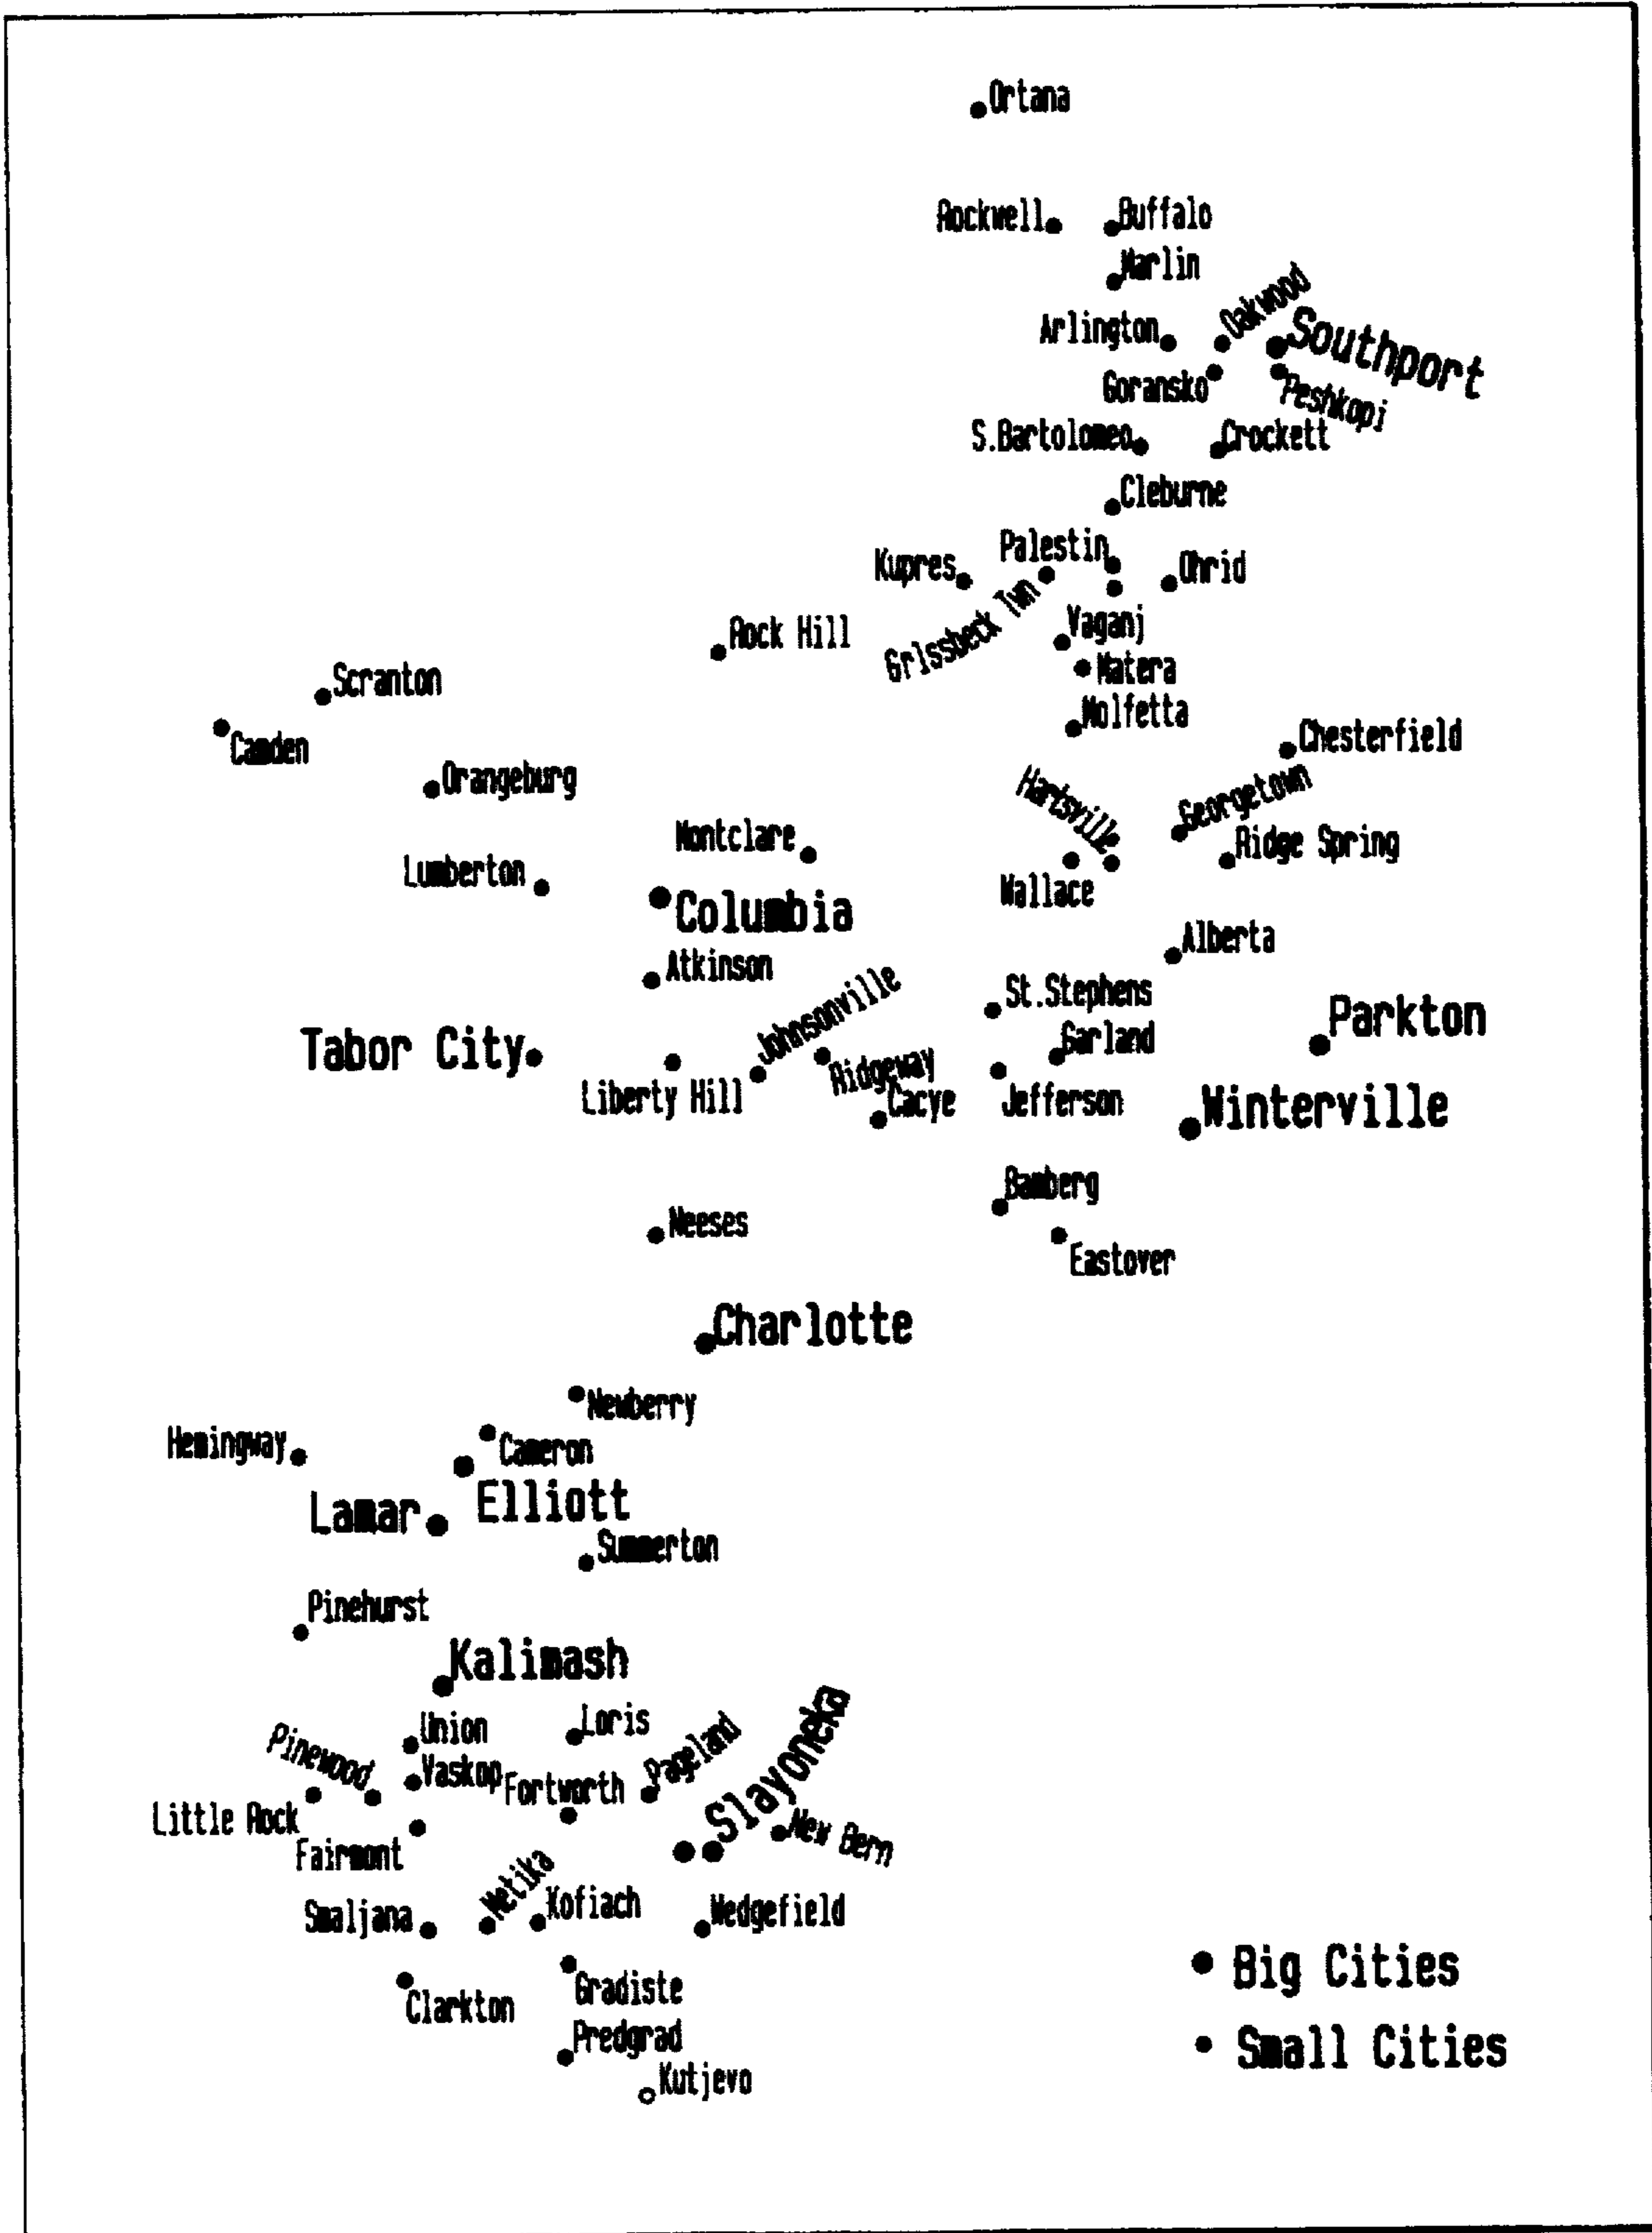 Ortana
Rockwell
Buffalo
Marlin
Oakwood
Arlington
Southport
Goransko
Peshkopi
S.Bartolomeo
Crockett
Cleburne
Palestin
Kupres
Ohrid
Grissbeck Twn
Vaganj
Rock Hill
Matera
Scranton
Molfetta
Camden
Chesterfield
Orangeburg
Georgetown
Hartsville
Montclare
Ridge Spring
Lumberton
Wallace
Columbia
Alberta
Atkinson
St.Stephens
Johnsonville
Parkton
Garland
Tabor City
Ridgeway
Liberty Hill
Cacye
Jefferson
Winterville
Bamberg
Neeses
Eastover
Charlotte
Newberry
Hemingway
Cameron
Elliott
Lamar
Summerton
Pinehurst
Kalimash
Union
Loris
Pinewood
Pageland
Slayoneka
Vaskop
Fortworth
Little Rock
New Bern
Fairmont
Metika
Kofiach
Smaljana
Wedgefield
Big Cities
Gradiste
Clarkton
Predgrad
Small Cities
Kutjevo